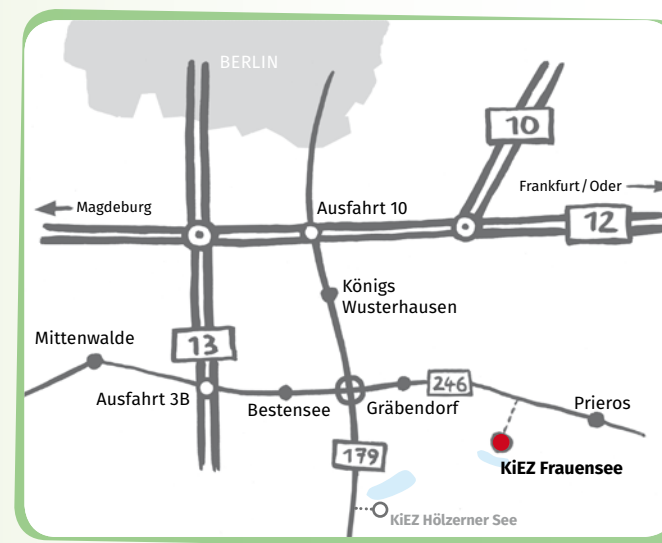 BERLIN
10
Frankfurt / Oder
Magdeburg
Ausfahrt 10
12
Königs
Wusterhausen
Mittenwalde
13
246
Ausfahrt 3B
Bestensee
Gräbendorf
Prieros
179
KiEZ Frauensee
KiEZ Hölzerner See